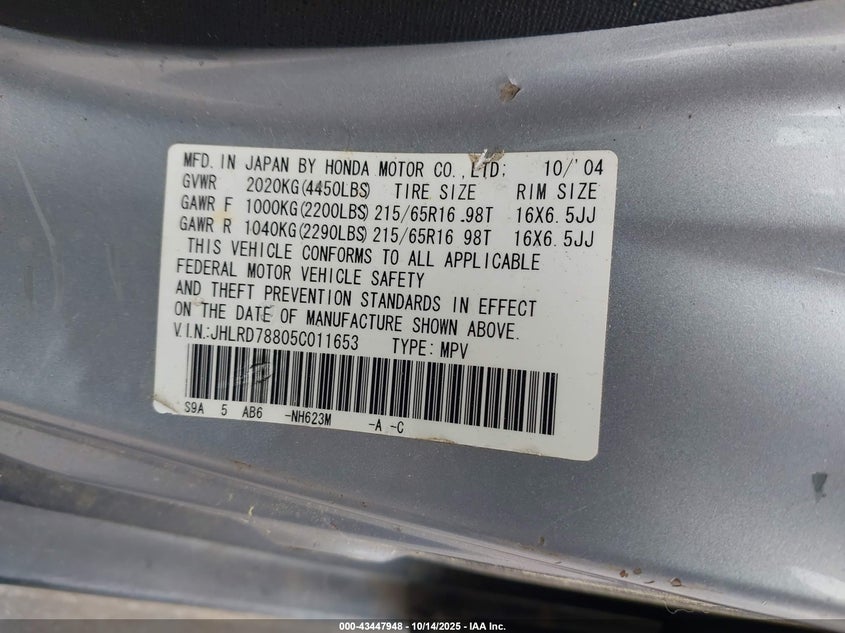 MFD. IN JAPAN BY HONDA MOTOR CO., LTD: 10/'04
GVWR 2020KG(4450LBS) TIRE SIZE RIM SIZE
GAWR F 1000KG(2200LBS) 215/65R16 98T 16X6.5JJ
GAWR R 1040KG(2290LBS) 215/65R16 98T 16X6.5JJ
THIS VEHICLE CONFORMS TO ALL APPLICABLE
FEDERAL MOTOR VEHICLE SAFETY
AND THEFT PREVENTION STANDARDS IN EFFECT
ON THE DATE OF MANUFACTURE SHOWN ABOVE.
V.I.N.:JHLRD78805C011653 TYPE: MPV
S9A 5 AB6 -NH623M -A -C
000-43447948 - 10/14/2025 - IAA Inc.